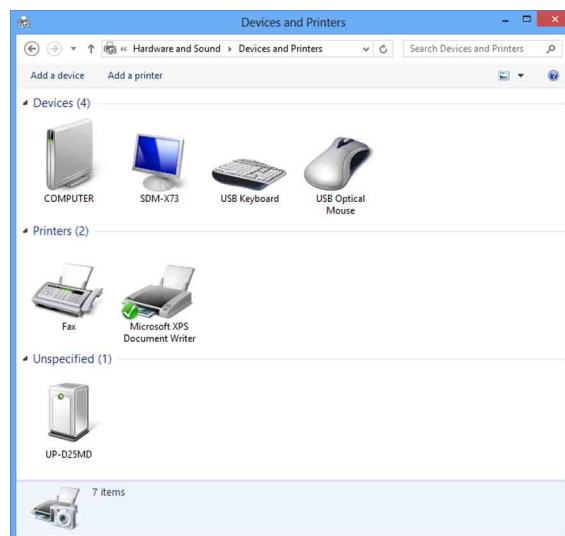 Devices and Printers
« Hardware and Sound ▸ Devices and Printers
Search Devices and Printers
Add a device Add a printer
Devices (4)
COMPUTER
SDM-X73
USB Keyboard
USB Optical
Mouse
Printers (2)
Fax
Microsoft XPS
Document Writer
Unspecified (1)
UP-D25MD
7 items